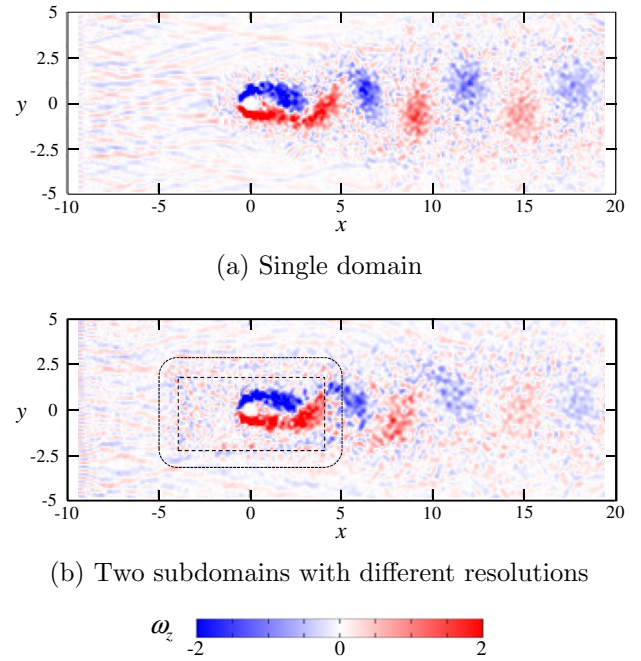 5
2.5
y 0
-2.5
-5
-10 -5 0 5 10 15 20
x
(a) Single domain
5
2.5
y 0
-2.5
-5
-10 -5 0 5 10 15 20
x
(b) Two subdomains with different resolutions
ω_z
-2 0 2